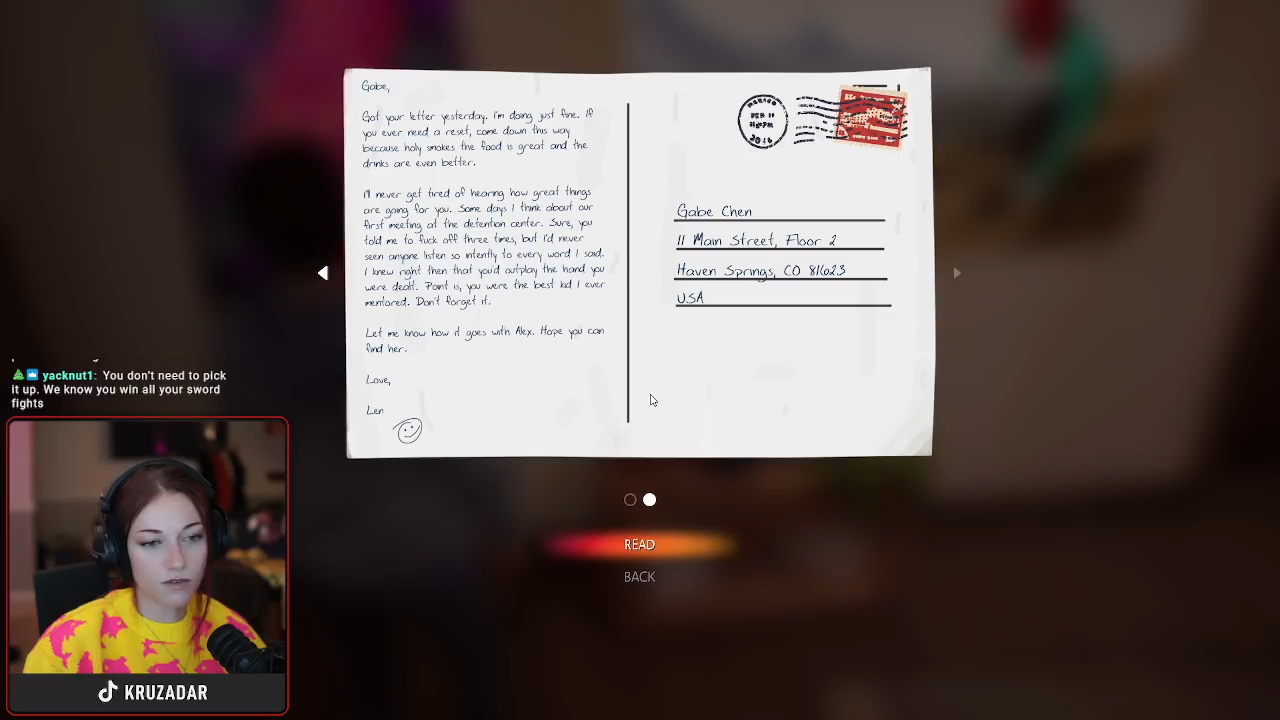 Gabe,
Got your letter yesterday. I'm doing just fine. If
you ever need a reset, come down this way
because holy smokes the food is great and the
drinks are even better.
I'll never get tired of hearing how great things
are going for you. Some days I think about our
first meeting at the detention center. Sure, you
told me to fuck off three times, but I'd never
seen anyone listen so intently to every word I said.
I knew right then that you'd outplay the hand you
were dealt. Point is, you were the best kid I ever
mentored. Don't forget it.
Let me know how it goes with Alex. Hope you can
find her.
Love,
Len
MEXICO
FEB 11
2016
Gabe Chen
11 Main Street, Floor 2
Haven Springs, CO 81623
USA
READ
BACK
yacknut1: You don't need to pick
it up. We know you win all your sword
fights
KRUZADAR